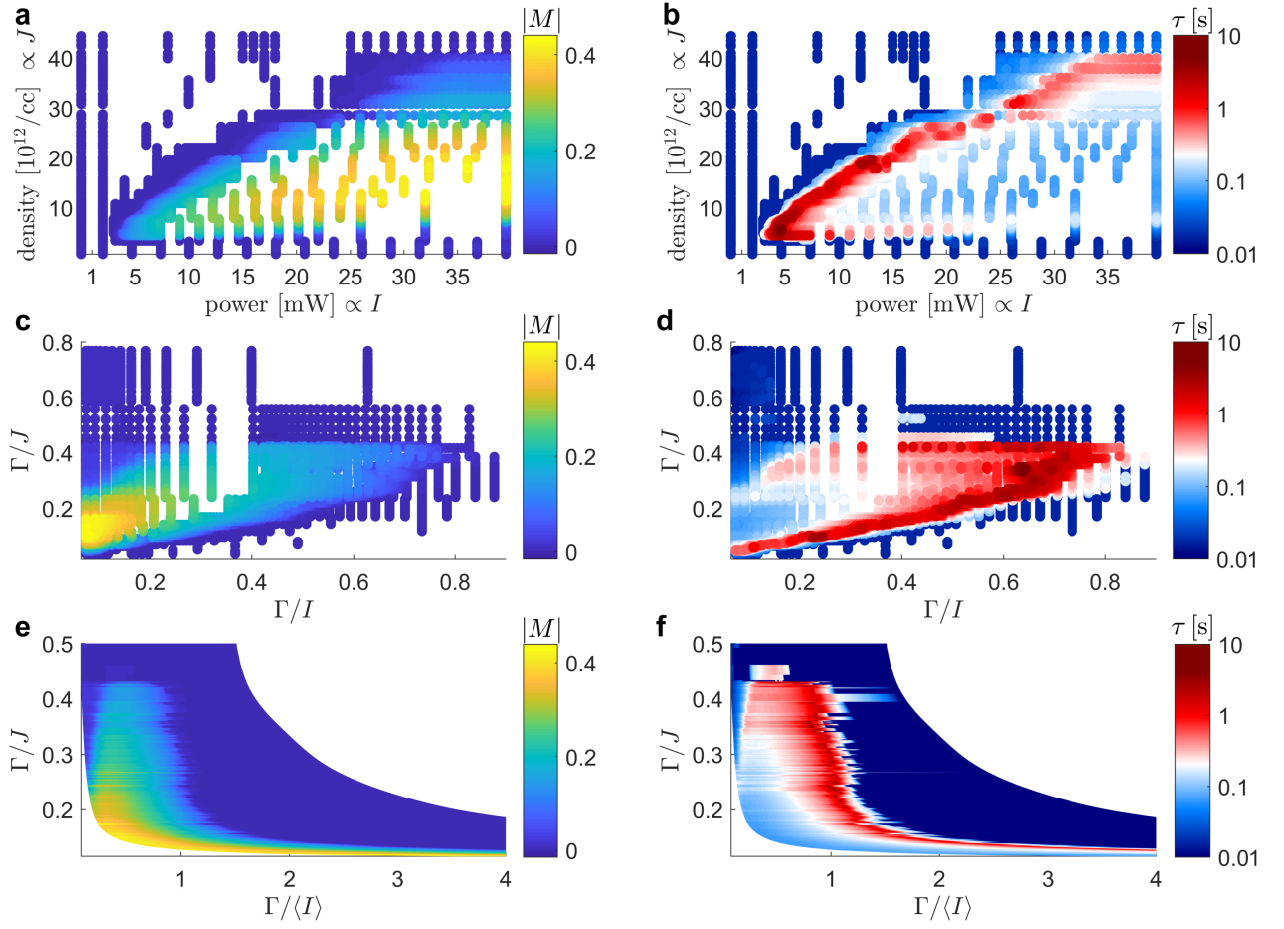 a
|M|
density [10¹²/cc] ∝ J
40
30
20
10
1 5 10 15 20 25 30 35
power [mW] ∝ I
0.4
0.2
0
b
τ [s]
density [10¹²/cc] ∝ J
40
30
20
10
1 5 10 15 20 25 30 35
power [mW] ∝ I
10
1
0.1
0.01
c
|M|
Γ/J
0.8
0.6
0.4
0.2
0.2 0.4 0.6 0.8
Γ/I
0.4
0.2
0
d
τ [s]
Γ/J
0.8
0.6
0.4
0.2
0.2 0.4 0.6 0.8
Γ/I
10
1
0.1
0.01
e
|M|
Γ/J
0.5
0.4
0.3
0.2
1 2 3 4
Γ/⟨I⟩
0.4
0.2
0
f
τ [s]
Γ/J
0.5
0.4
0.3
0.2
1 2 3 4
Γ/⟨I⟩
10
1
0.1
0.01